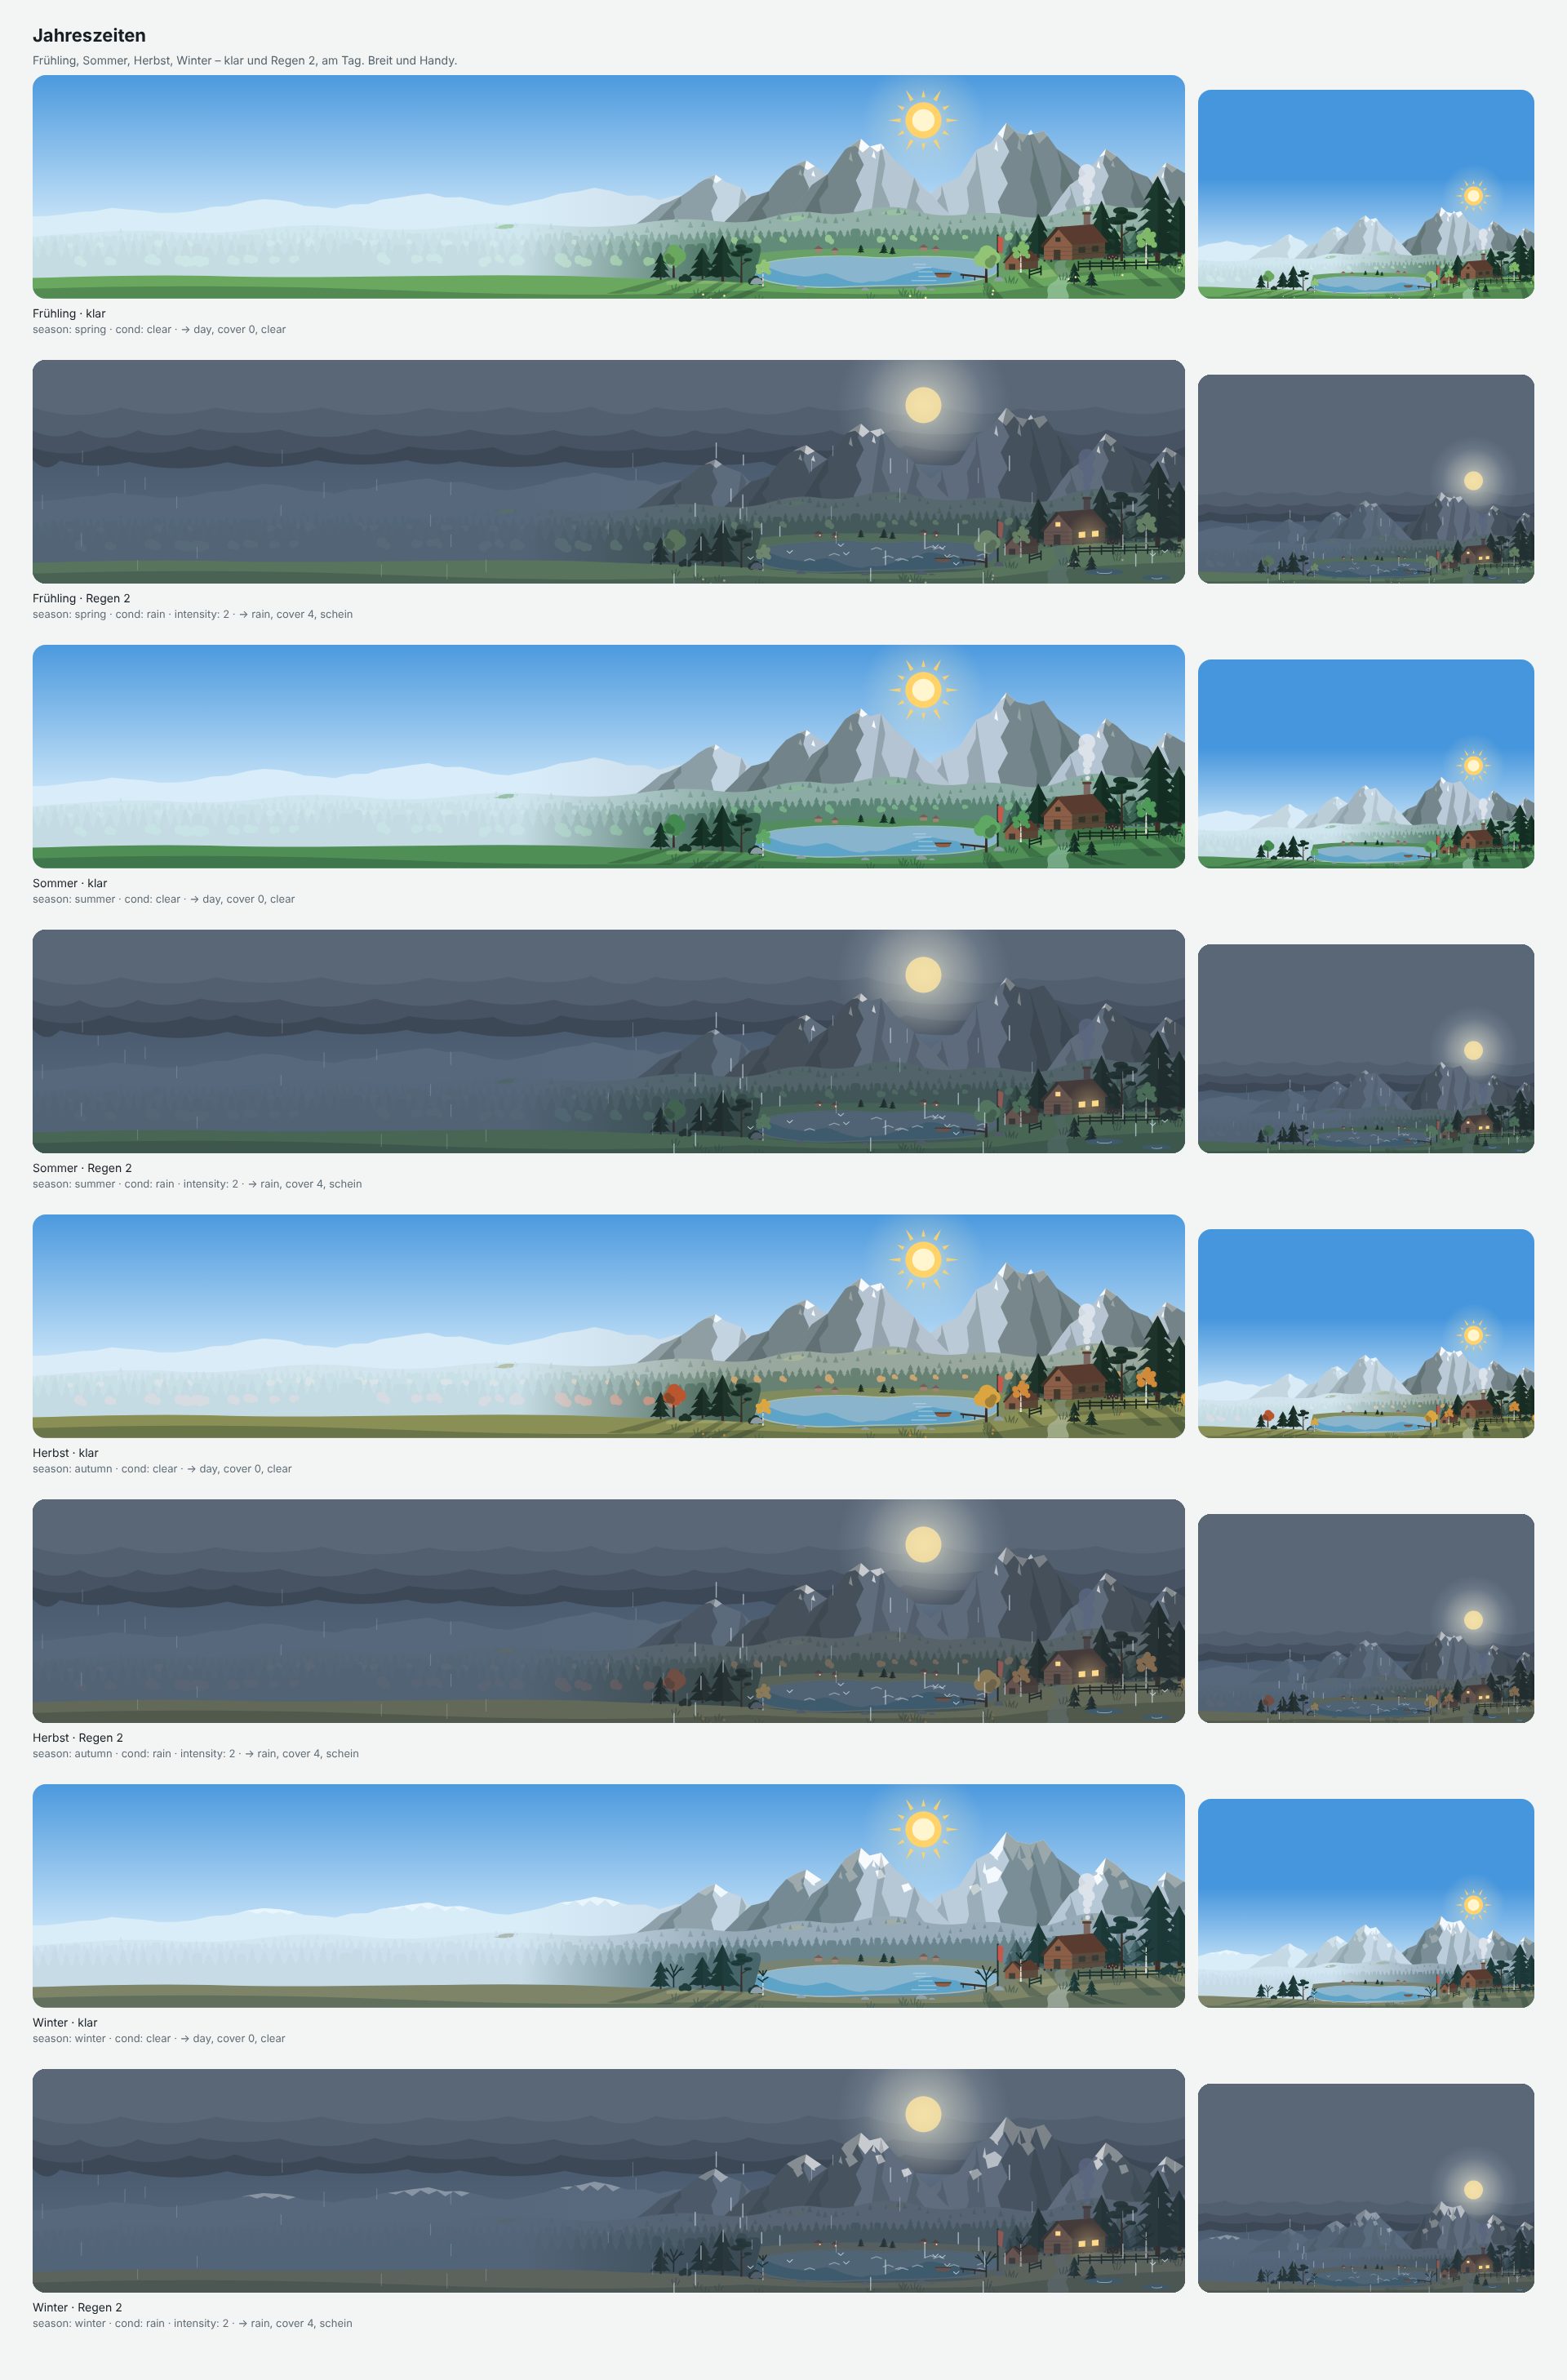 Jahreszeiten
Frühling, Sommer, Herbst, Winter – klar und Regen 2, am Tag. Breit und Handy.
Frühling · klar
season: spring · cond: clear · → day, cover 0, clear
Frühling · Regen 2
season: spring · cond: rain · intensity: 2 · → rain, cover 4, schein
Sommer · klar
season: summer · cond: clear · → day, cover 0, clear
Sommer · Regen 2
season: summer · cond: rain · intensity: 2 · → rain, cover 4, schein
Herbst · klar
season: autumn · cond: clear · → day, cover 0, clear
Herbst · Regen 2
season: autumn · cond: rain · intensity: 2 · → rain, cover 4, schein
Winter · klar
season: winter · cond: clear · → day, cover 0, clear
Winter · Regen 2
season: winter · cond: rain · intensity: 2 · → rain, cover 4, schein